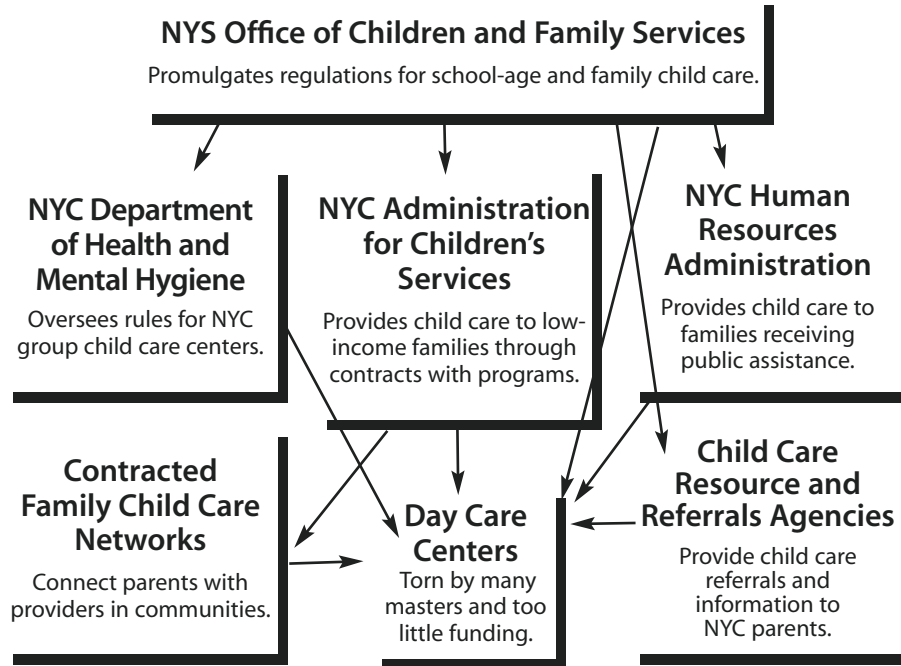 NYS Office of Children and Family Services
Promulgates regulations for school-age and family child care.
NYC Department
of Health and
Mental Hygiene
Oversees rules for NYC
group child care centers.
NYC Administration
for Children's
Services
Provides child care to low-
income families through
contracts with programs.
NYC Human
Resources
Administration
Provides child care to
families receiving
public assistance.
Contracted
Family Child Care
Networks
Connect parents with
providers in communities.
Day Care
Centers
Torn by many
masters and too
little funding.
Child Care
Resource and
Referrals Agencies
Provide child care
referrals and
information to
NYC parents.